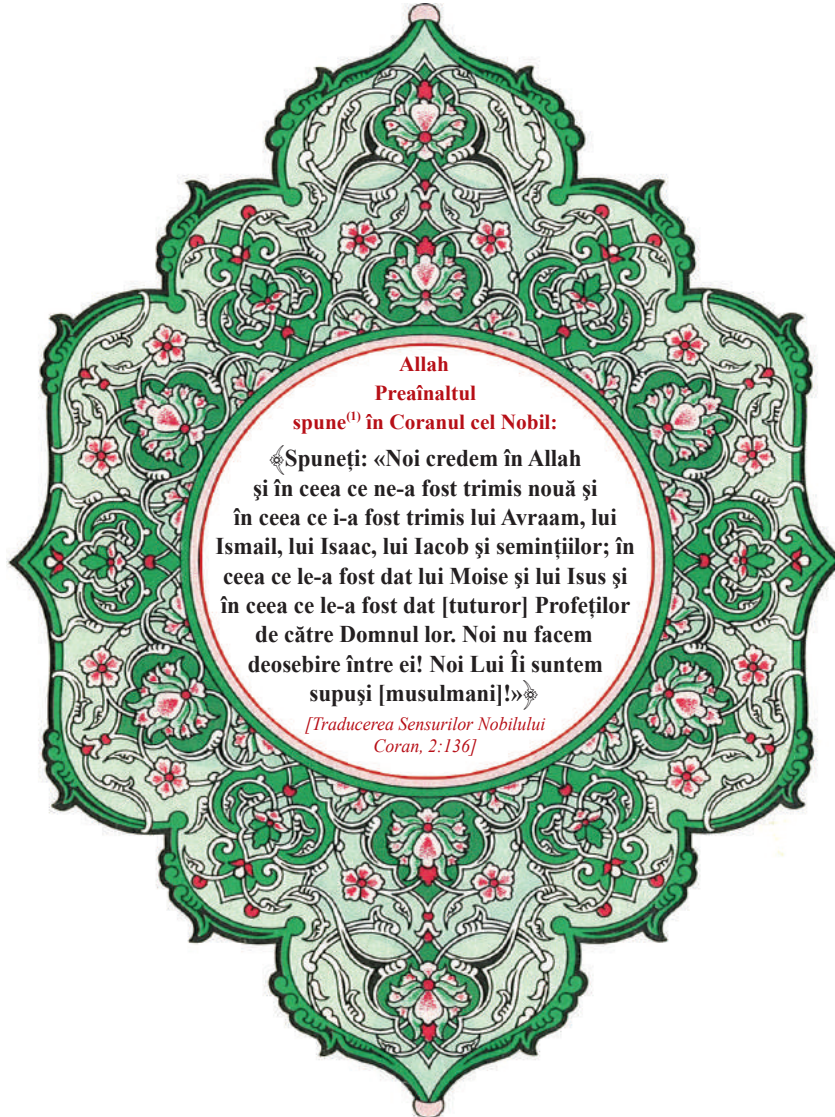 Allah
Preaînaltul
spune(1) în Coranul cel Nobil:
﴾Spuneți: «Noi credem în Allah
şi în ceea ce ne-a fost trimis nouă şi
în ceea ce i-a fost trimis lui Avraam, lui
Ismail, lui Isaac, lui Iacob şi semințiilor; în
ceea ce le-a fost dat lui Moise şi lui Isus şi
în ceea ce le-a fost dat [tuturor] Profeților
de către Domnul lor. Noi nu facem
deosebire între ei! Noi Lui Îi suntem
supuşi [musulmani]!»﴿
[Traducerea Sensurilor Nobilului
Coran, 2:136]